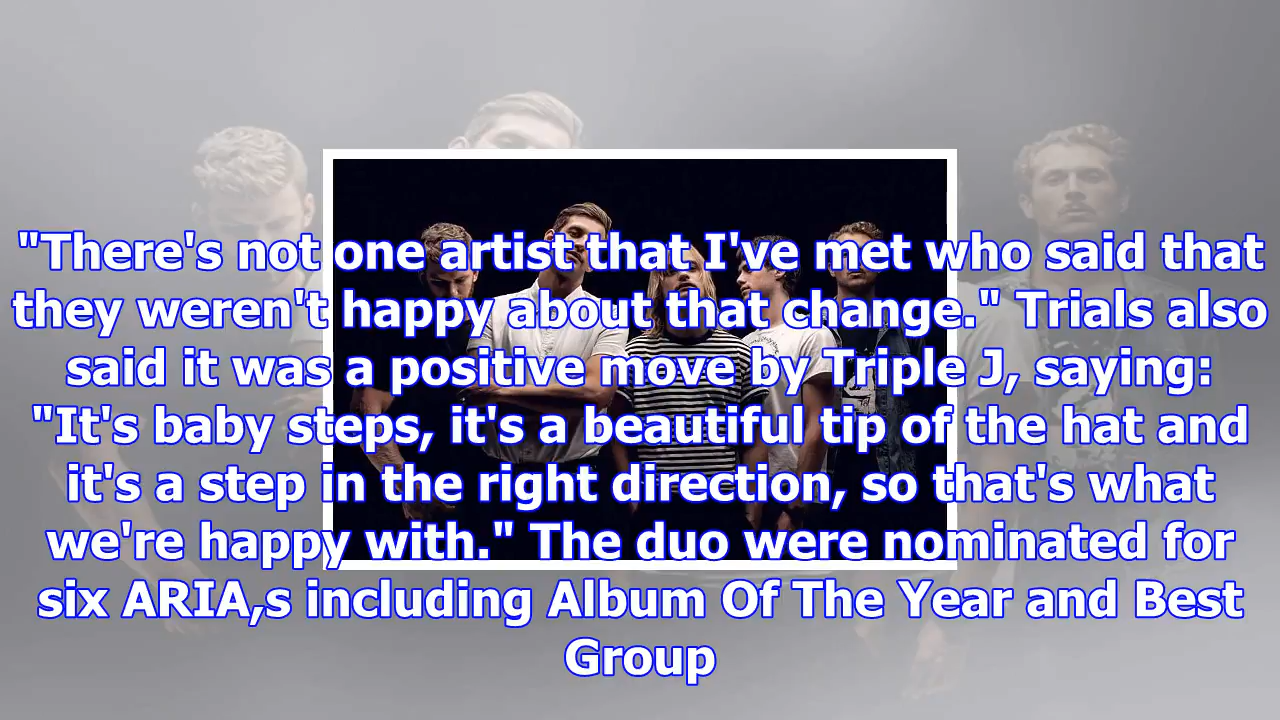 "There's not one artist that I've met who said that
they weren't happy about that change." Trials also
said it was a positive move by Triple J, saying:
"It's baby steps, it's a beautiful tip of the hat and
it's a step in the right direction, so that's what
we're happy with." The duo were nominated for
six ARIA,s including Album Of The Year and Best
Group